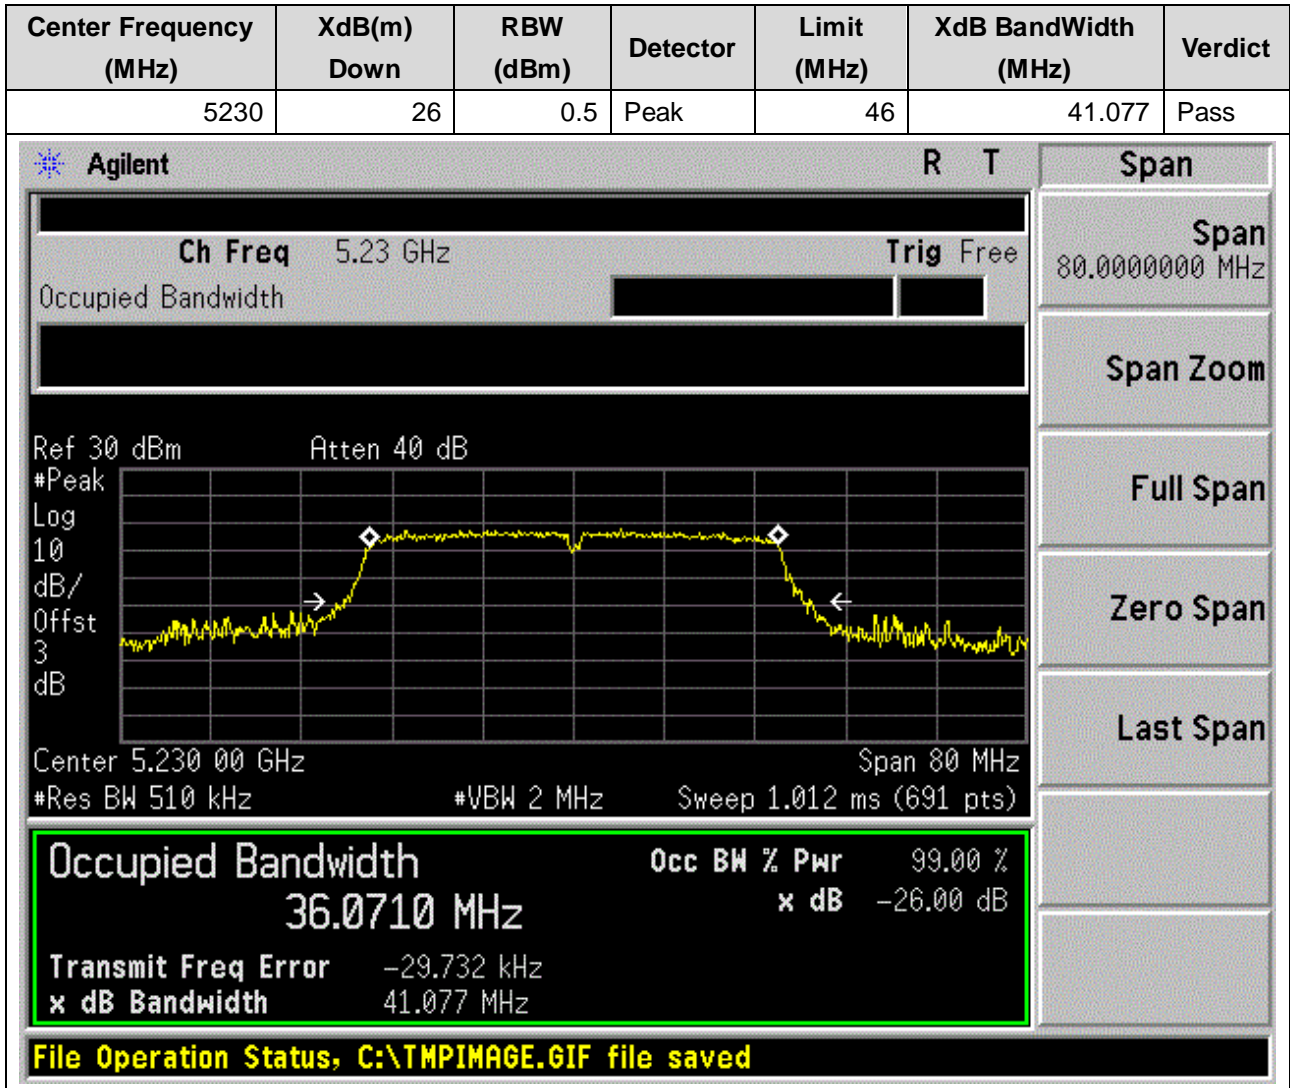 Center Frequency (MHz) XdB(m) Down RBW (dBm) Detector Limit (MHz) XdB BandWidth (MHz) Verdict
5230 26 0.5 Peak 46 41.077 Pass
Agilent R T Span
Ch Freq 5.23 GHz Trig Free
Occupied Bandwidth
Span
80.0000000 MHz
Span Zoom
Full Span
Zero Span
Last Span
Ref 30 dBm Atten 40 dB
#Peak
Log
10
dB/
Offst
3
dB
Center 5.230 00 GHz Span 80 MHz
#Res BW 510 kHz #VBW 2 MHz Sweep 1.012 ms (691 pts)
Occupied Bandwidth Occ BW % Pwr 99.00 %
36.0710 MHz x dB -26.00 dB
Transmit Freq Error -29.732 kHz
x dB Bandwidth 41.077 MHz
File Operation Status, C:\TMPIMAGE.GIF file saved